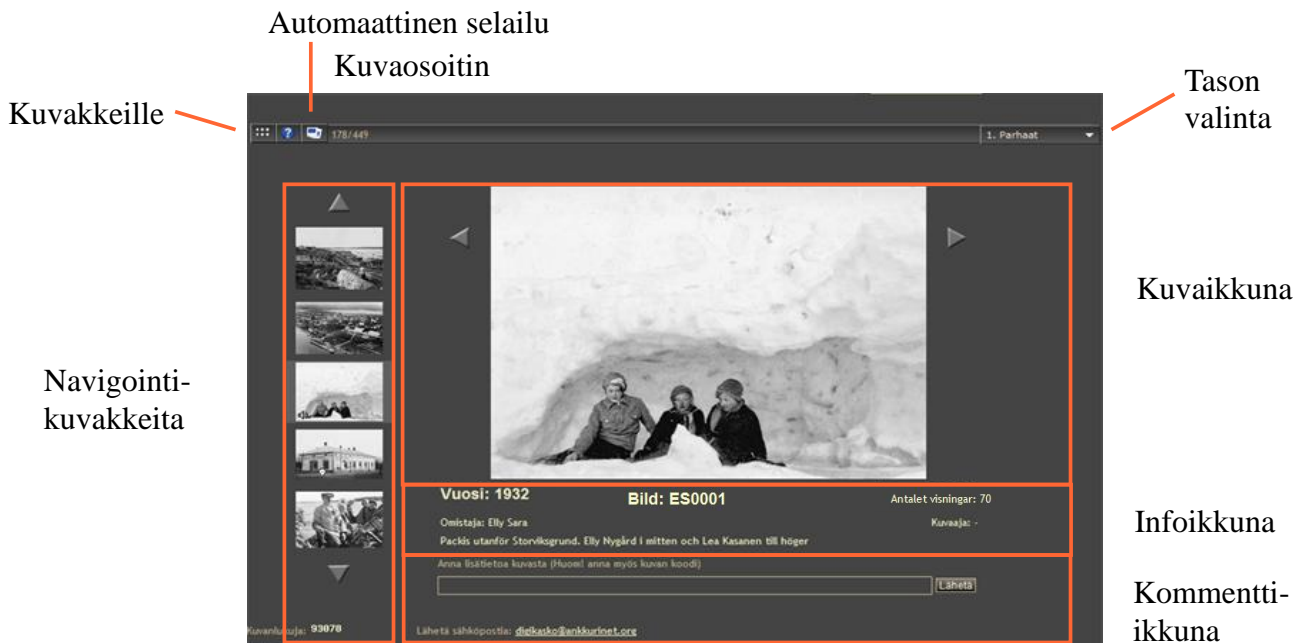 Automaattinen selailu
Kuvaosoitin
Kuvakkeille
Tason
valinta
178/449
1. Parhaat
Kuvaikkuna
Navigointi-
kuvakkeita
Vuosi: 1932
Bild: ES0001
Antalet visningar: 70
Omistaja: Elly Sara
Kuvaaja: -
Packis utanför Storviksgrund. Elly Nygård i mitten och Lea Kasanen till höger
Infoikkuna
Anna lisätietoa kuvasta (Huom! anna myös kuvan koodi)
Lähetä
Kommentti-
ikkuna
Kuvanlukuja: 93078
Lähetä sähköpostia: digikasko@ankkurinet.org